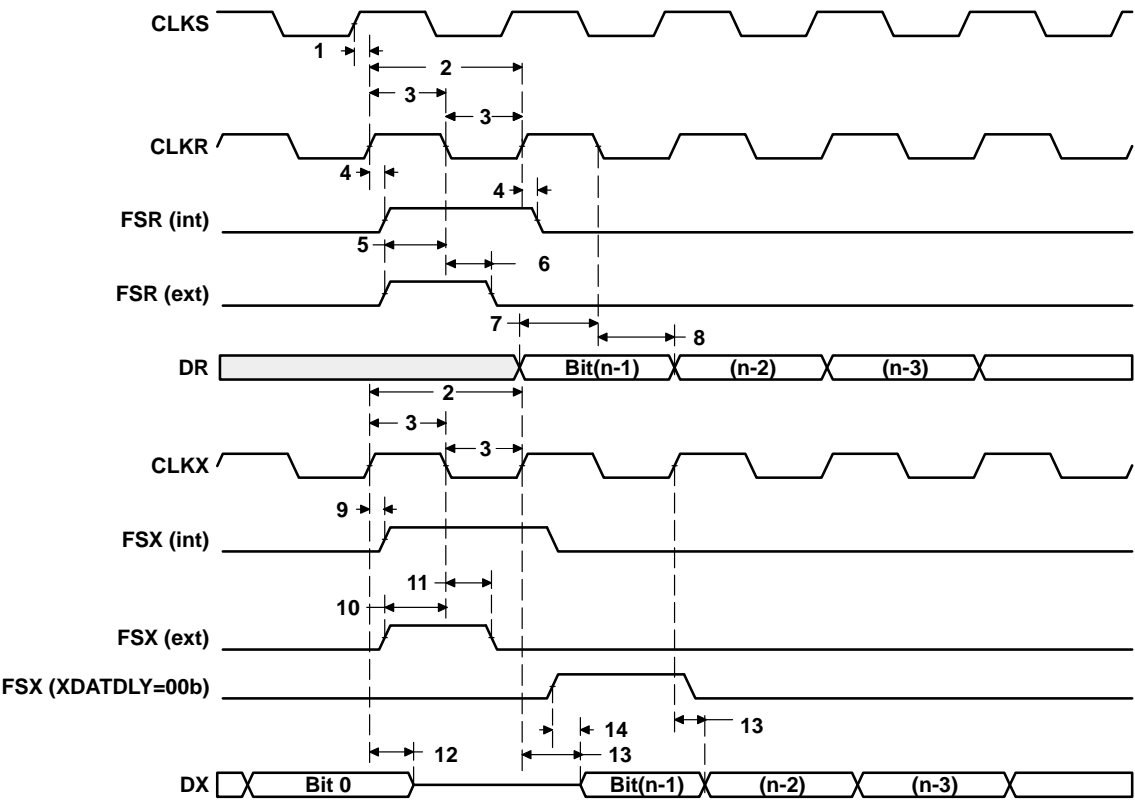 CLKS
1
2
3
3
CLKR
4
4
FSR (int)
5
6
FSR (ext)
7
8
DR Bit(n-1) (n-2) (n-3)
2
3
3
CLKX
9
FSX (int)
11
10
FSX (ext)
FSX (XDATDLY=00b)
14
13
12
13
DX Bit 0 Bit(n-1) (n-2) (n-3)